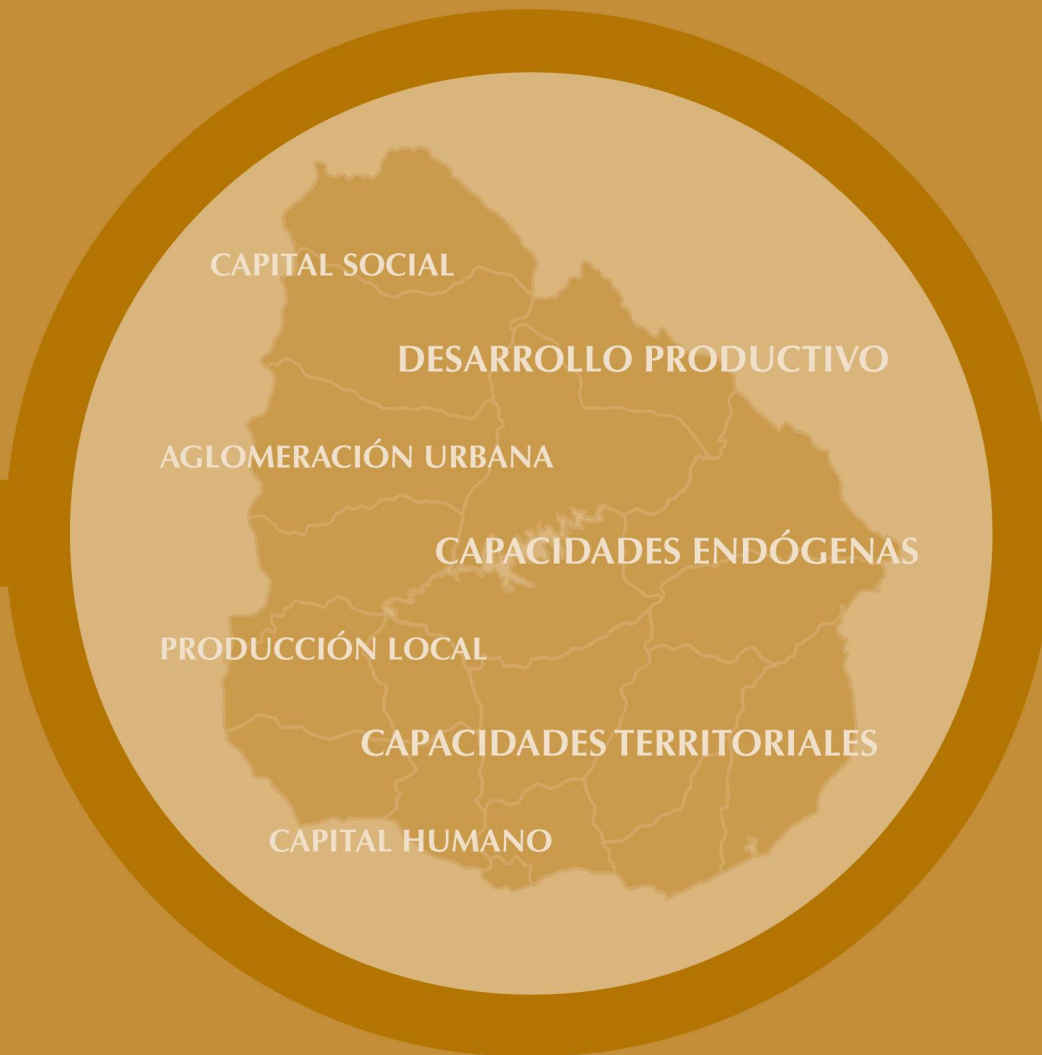 CAPITAL SOCIAL
DESARROLLO PRODUCTIVO
AGLOMERACIÓN URBANA
CAPACIDADES ENDÓGENAS
PRODUCCIÓN LOCAL
CAPACIDADES TERRITORIALES
CAPITAL HUMANO